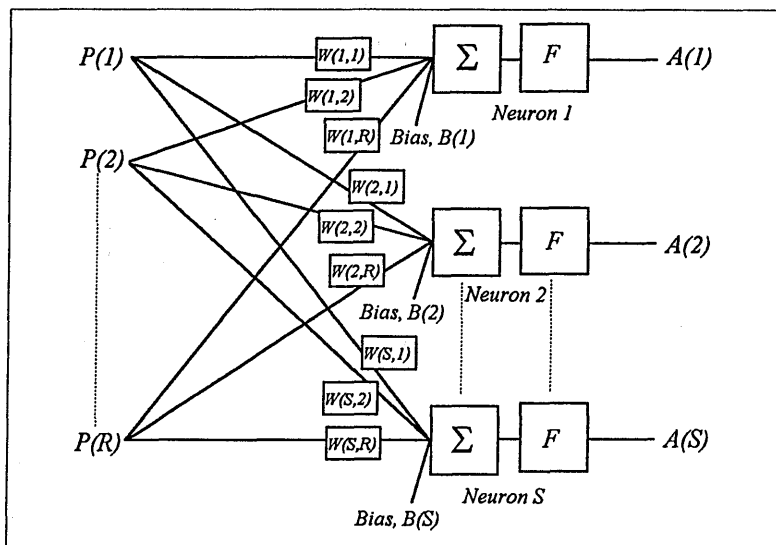 P(1)
W(1,1)
Σ
F
A(1)
W(1,2)
Neuron 1
W(1,R)
Bias, B(1)
P(2)
W(2,1)
W(2,2)
Σ
F
A(2)
W(2,R)
Neuron 2
Bias, B(2)
W(S,1)
W(S,2)
P(R)
W(S,R)
Σ
F
A(S)
Neuron S
Bias, B(S)